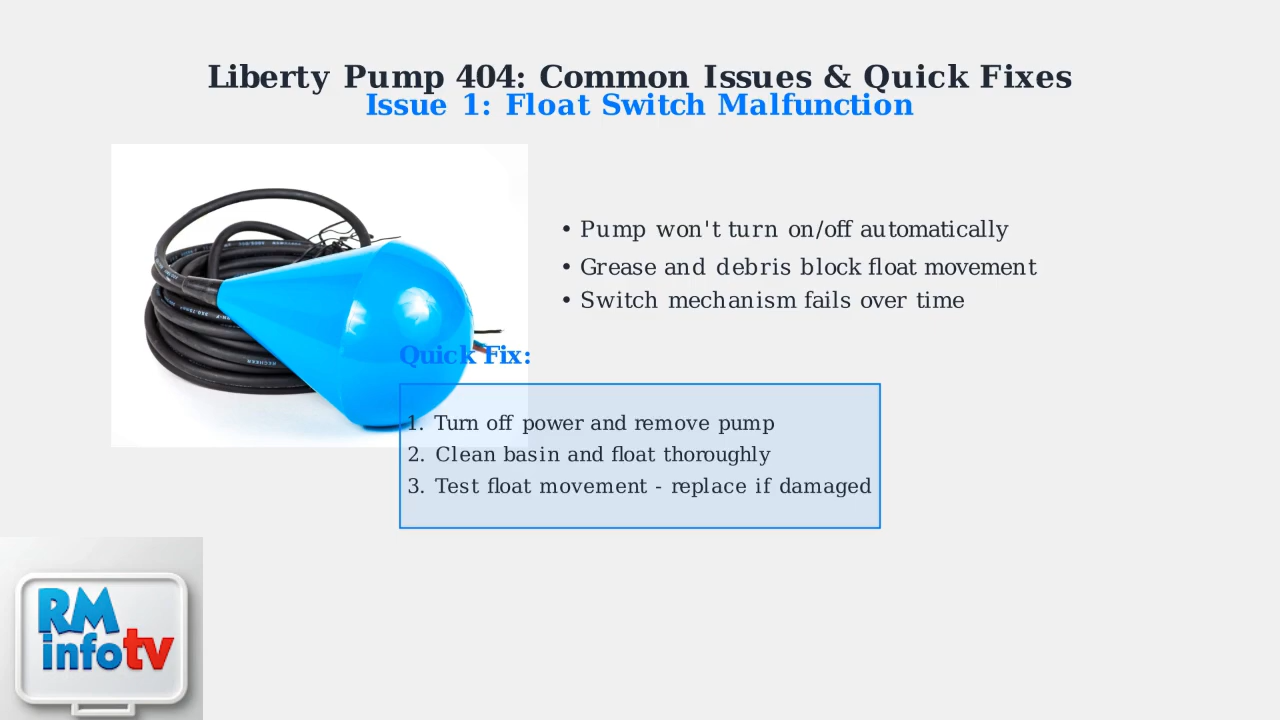 Liberty Pump 404: Common Issues & Quick Fixes
Issue 1: Float Switch Malfunction
• Pump won't turn on/off automatically
• Grease and debris block float movement
• Switch mechanism fails over time
Quick Fix:
1. Turn off power and remove pump
2. Clean basin and float thoroughly
3. Test float movement - replace if damaged
RM
infotv